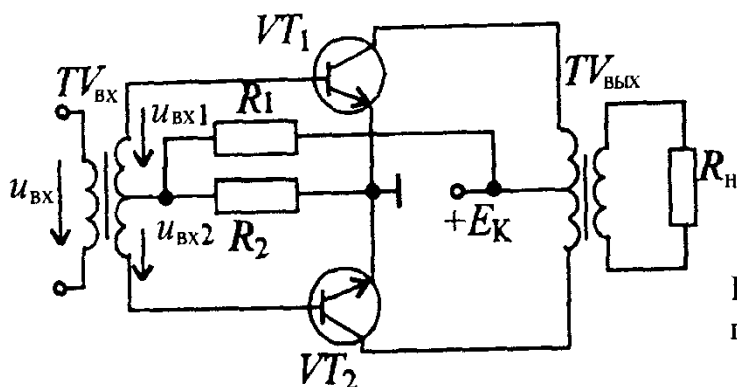 VT₁
TVвх
TVвых
uвх1
R1
uвх
Rн
+Eк
uвх2
R₂
VT₂